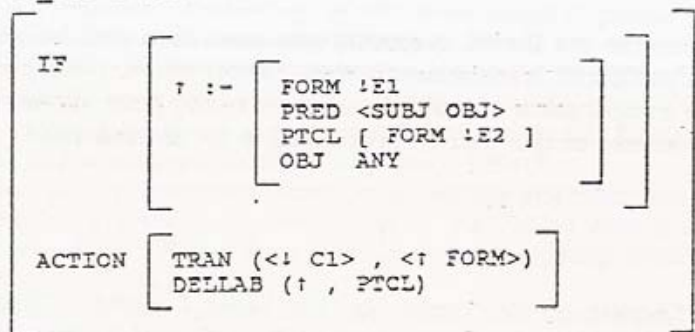 IF
↑ :- FORM !E1
PRED <SUBJ OBJ>
PTCL [ FORM !E2 ]
OBJ ANY
ACTION TRAN (<↓ C1> , <↑ FORM>)
DELLAB (↑ , PTCL)